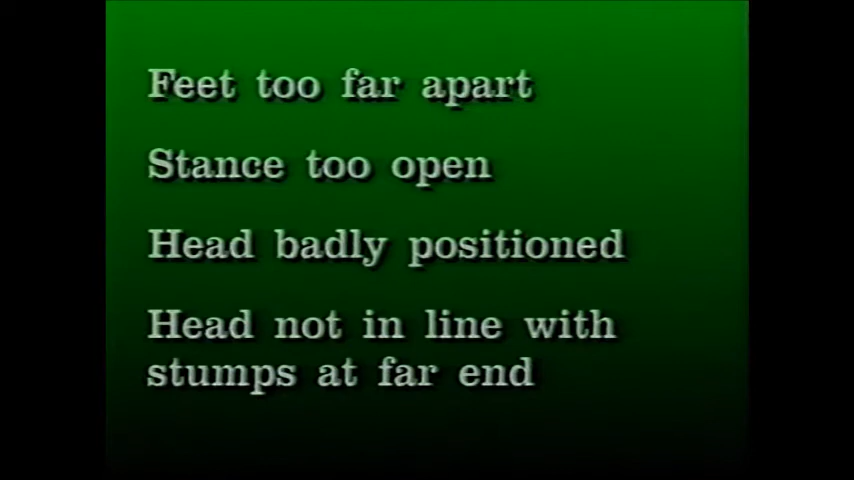 Feet too far apart
Stance too open
Head badly positioned
Head not in line with
stumps at far end